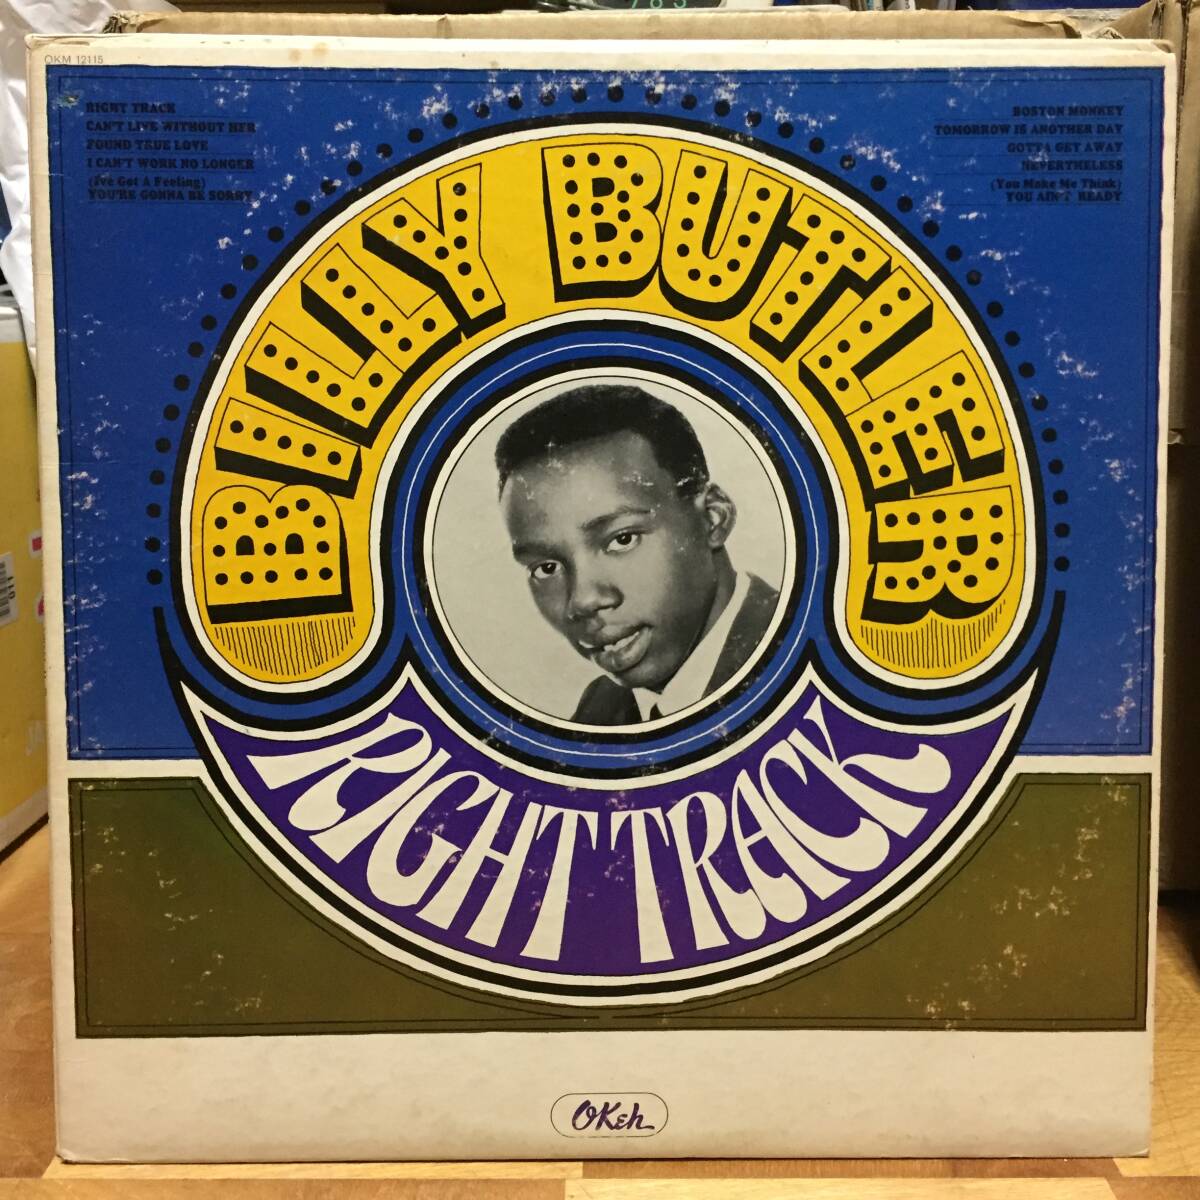 783
OKM 12115
RIGHT TRACK
CAN'T LIVE WITHOUT HER
FOUND TRUE LOVE
I CAN'T WORK NO LONGER
(I've Got A Feeling)
YOU'RE GONNA BE SORRY
BOSTON MONKEY
TOMORROW IS ANOTHER DAY
GOTTA GET AWAY
NEVERTHELESS
(You Make Me Think)
YOU AIN'T READY
BILLY BUTLER
RIGHT TRACK
OKeh